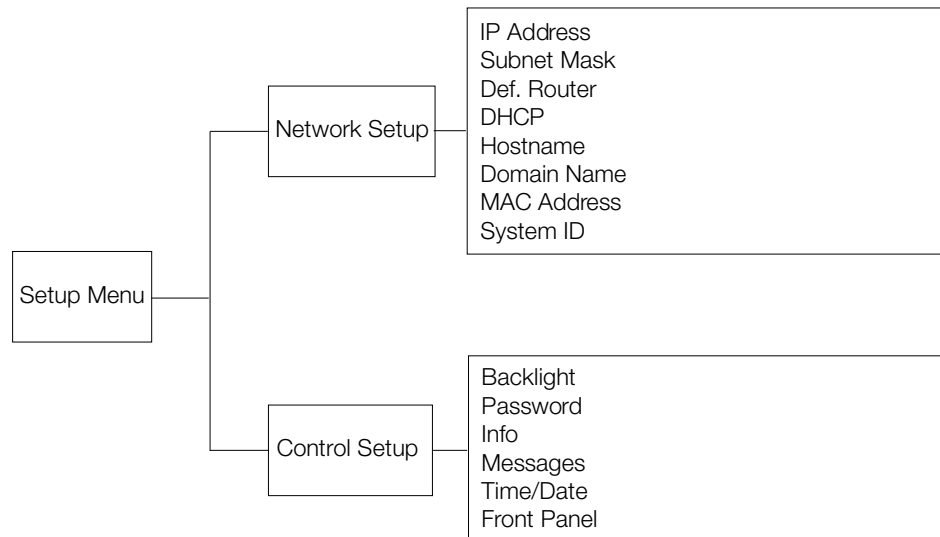 Setup Menu
Network Setup
IP Address
Subnet Mask
Def. Router
DHCP
Hostname
Domain Name
MAC Address
System ID
Control Setup
Backlight
Password
Info
Messages
Time/Date
Front Panel